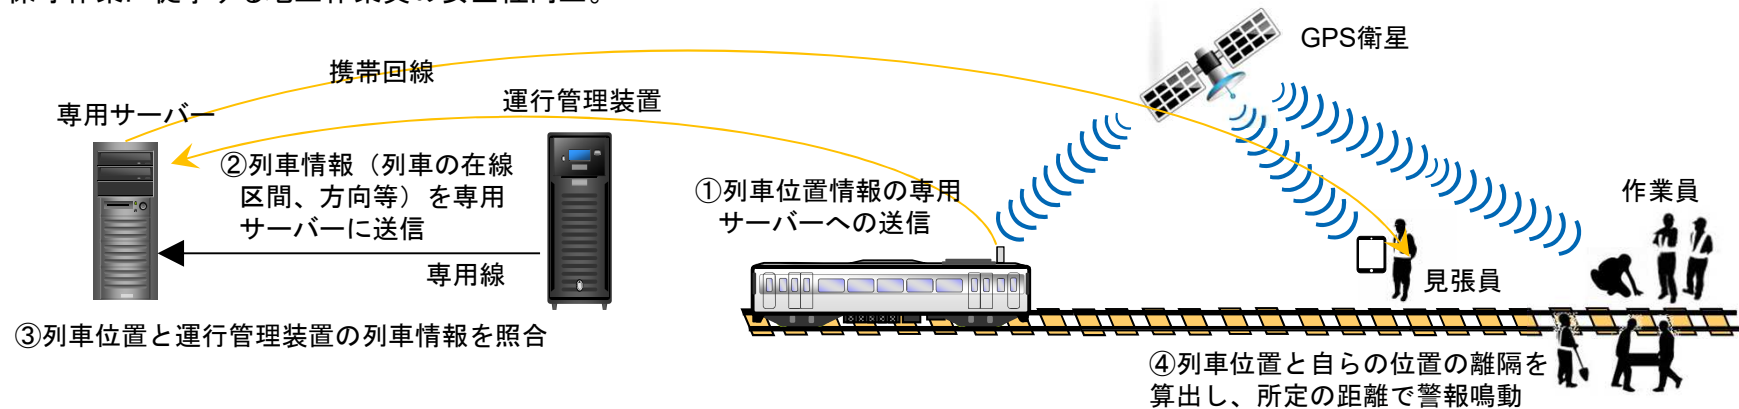 GPS衛星
携帯回線
運行管理装置
専用サーバー
②列車情報（列車の在線
区間、方向等）を専用
サーバーに送信
①列車位置情報の専用
サーバーへの送信
作業員
専用線
見張員
③列車位置と運行管理装置の列車情報を照合
④列車位置と自らの位置の離隔を
算出し、所定の距離で警報鳴動